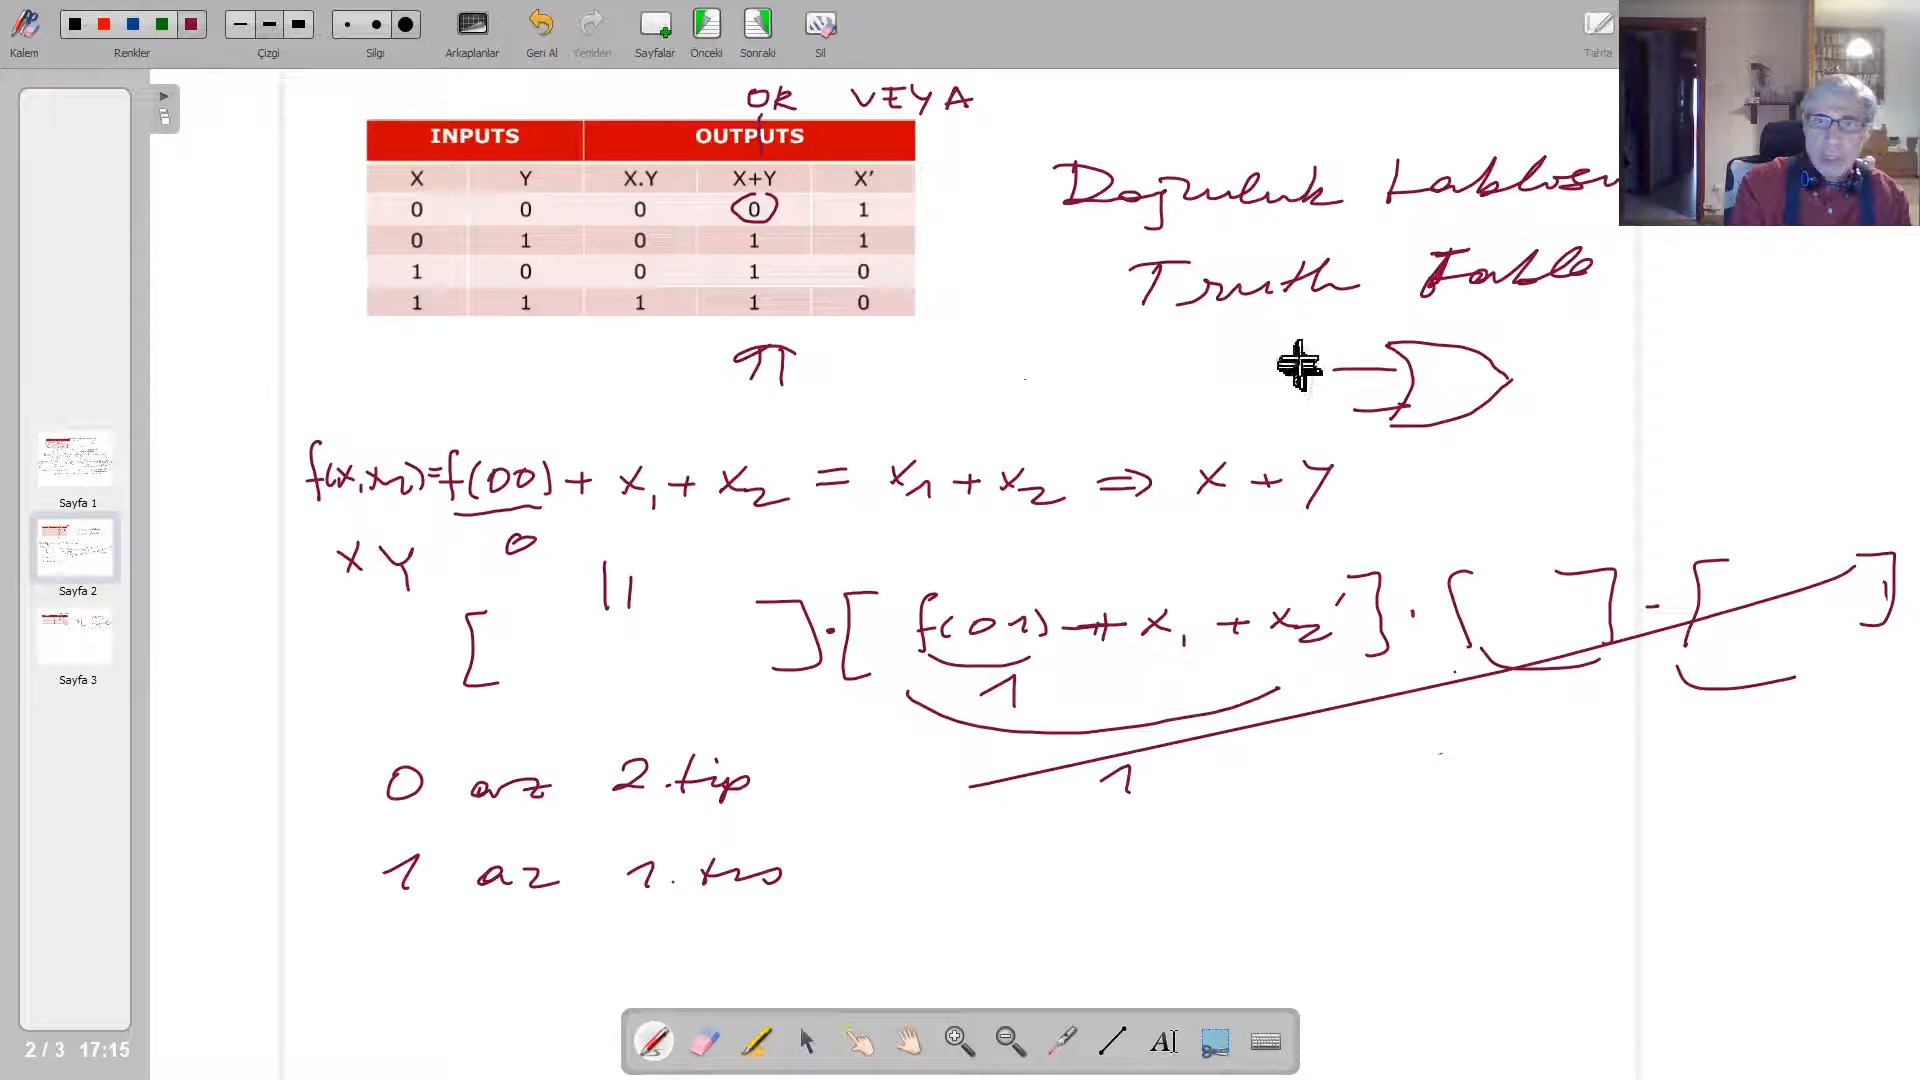 Kalem Renkler Çizgi Silgi Arkaplanlar Geri Al Yeniden Sayfalar Önceki Sonraki Sil Tahta
OR VEYA
INPUTS OUTPUTS
X Y X.Y X+Y X’
0 0 0 0 1
0 1 0 1 1
1 0 0 1 0
1 1 1 1 0
Doğruluk tablosu
Truth Table
f(x₁x₂)=f(00) + x₁ + x₂ = x₁ + x₂ ⇒ x + y
x y 0
[ 11 ]·[ f(01) + x₁ + x₂' ] · [ ] · [ ]
1
1
0 az 2.tip
1 az 1.
Sayfa 1
Sayfa 2
Sayfa 3
2 / 3 17:15
AI